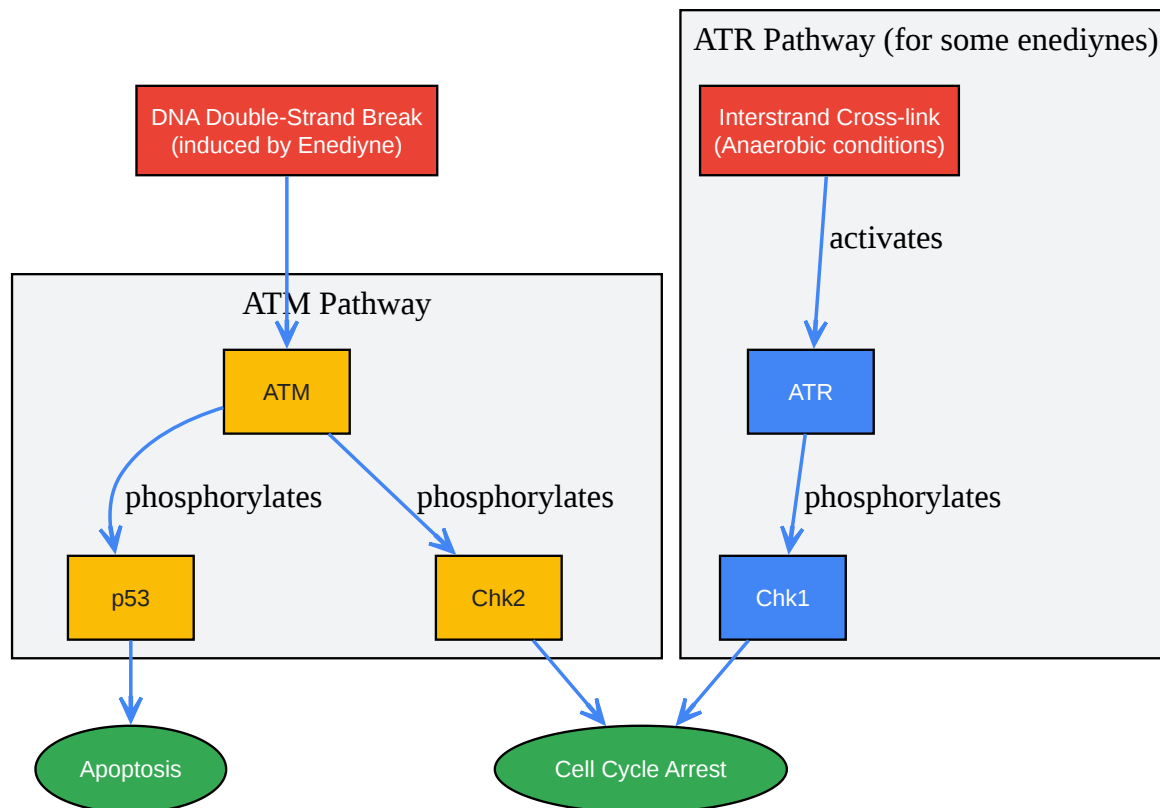 ATR Pathway (for some enediynes)
DNA Double-Strand Break
(induced by Enediyne)
Interstrand Cross-link
(Anaerobic conditions)
activates
ATM Pathway
ATM
ATR
phosphorylates
phosphorylates
phosphorylates
p53
Chk2
Chk1
Apoptosis
Cell Cycle Arrest